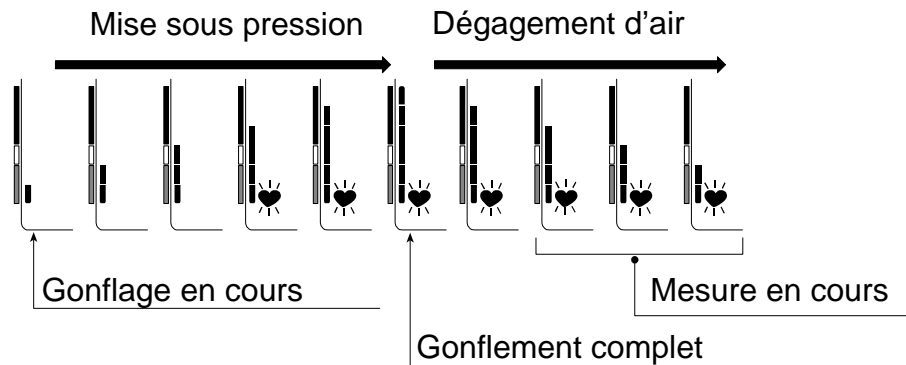 Mise sous pression
Dégagement d'air
Gonflage en cours
Mesure en cours
Gonflement complet